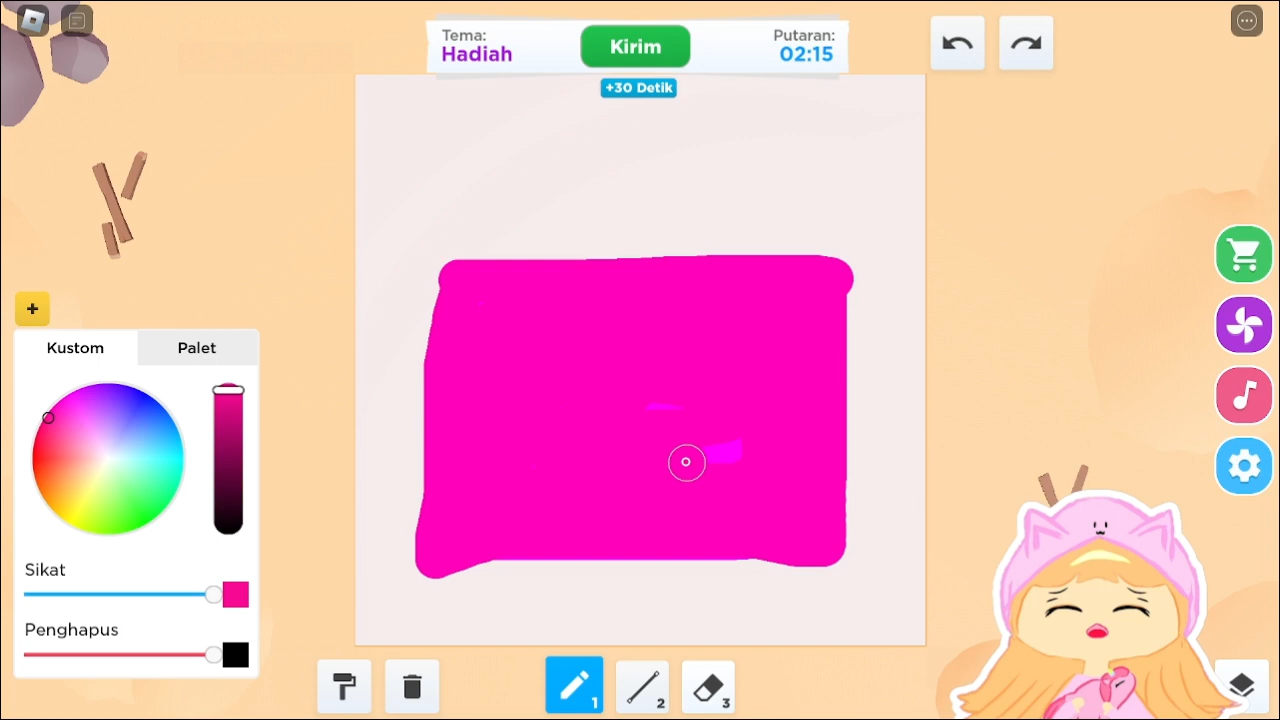 Tema:
Hadiah
Kirim
Putaran:
02:15
+30 Detik
+
Kustom
Palet
Sikat
Penghapus
1
2
3